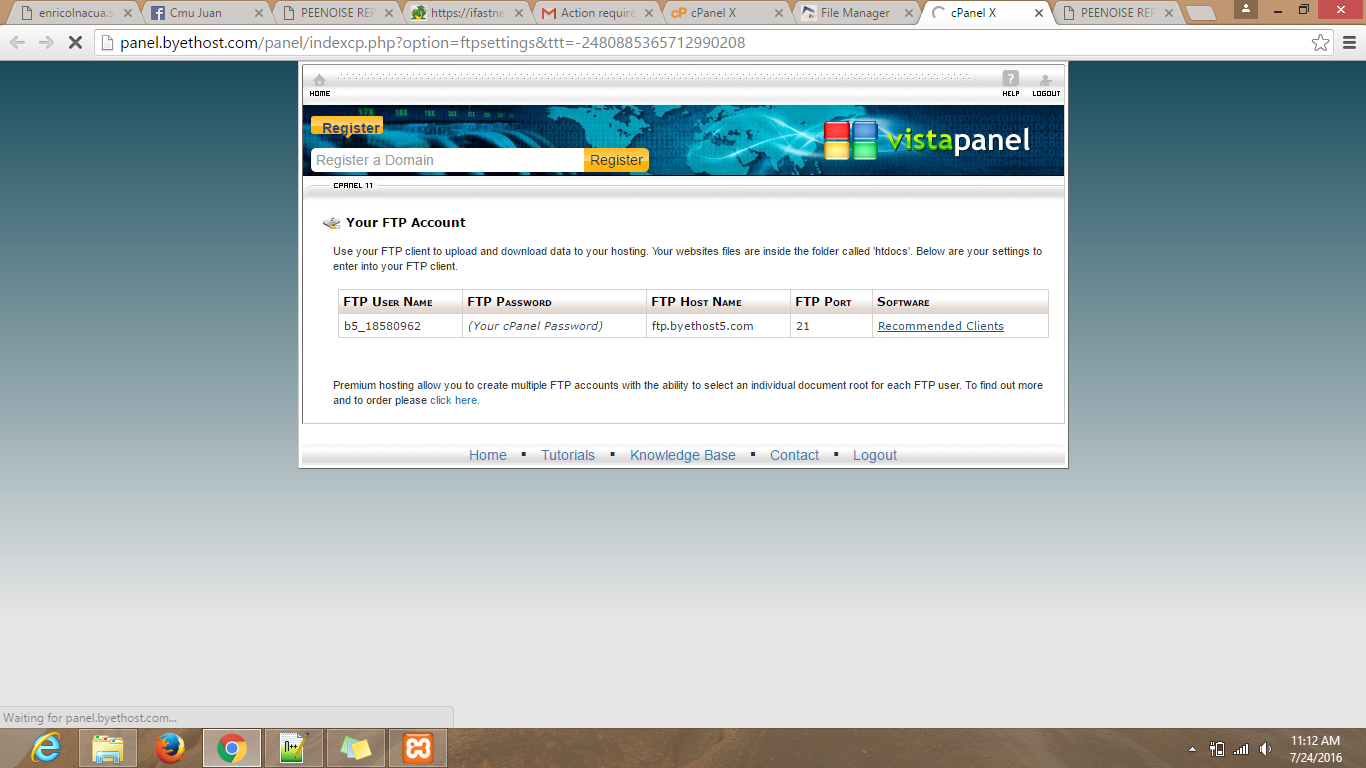 enricolnacua.s
Cmu Juan
PEENOISE REP
https://ifastne
Action require
cPanel X
File Manager
cPanel X
PEENOISE REP
panel.byethost.com/panel/indexcp.php?option=ftpsettings&ttt=-2480885365712990208
HOME
HELP
LOGOUT
Register
Register a Domain
Register
vistapanel
CPANEL 11
Your FTP Account
Use your FTP client to upload and download data to your hosting. Your websites files are inside the folder called 'htdocs'. Below are your settings to
enter into your FTP client.
FTP User Name FTP Password FTP Host Name FTP Port Software
b5_18580962 (Your cPanel Password) ftp.byethost5.com 21 Recommended Clients
Premium hosting allow you to create multiple FTP accounts with the ability to select an individual document root for each FTP user. To find out more
and to order please click here.
Home ▪ Tutorials ▪ Knowledge Base ▪ Contact ▪ Logout
Waiting for panel.byethost.com...
11:12 AM
7/24/2016